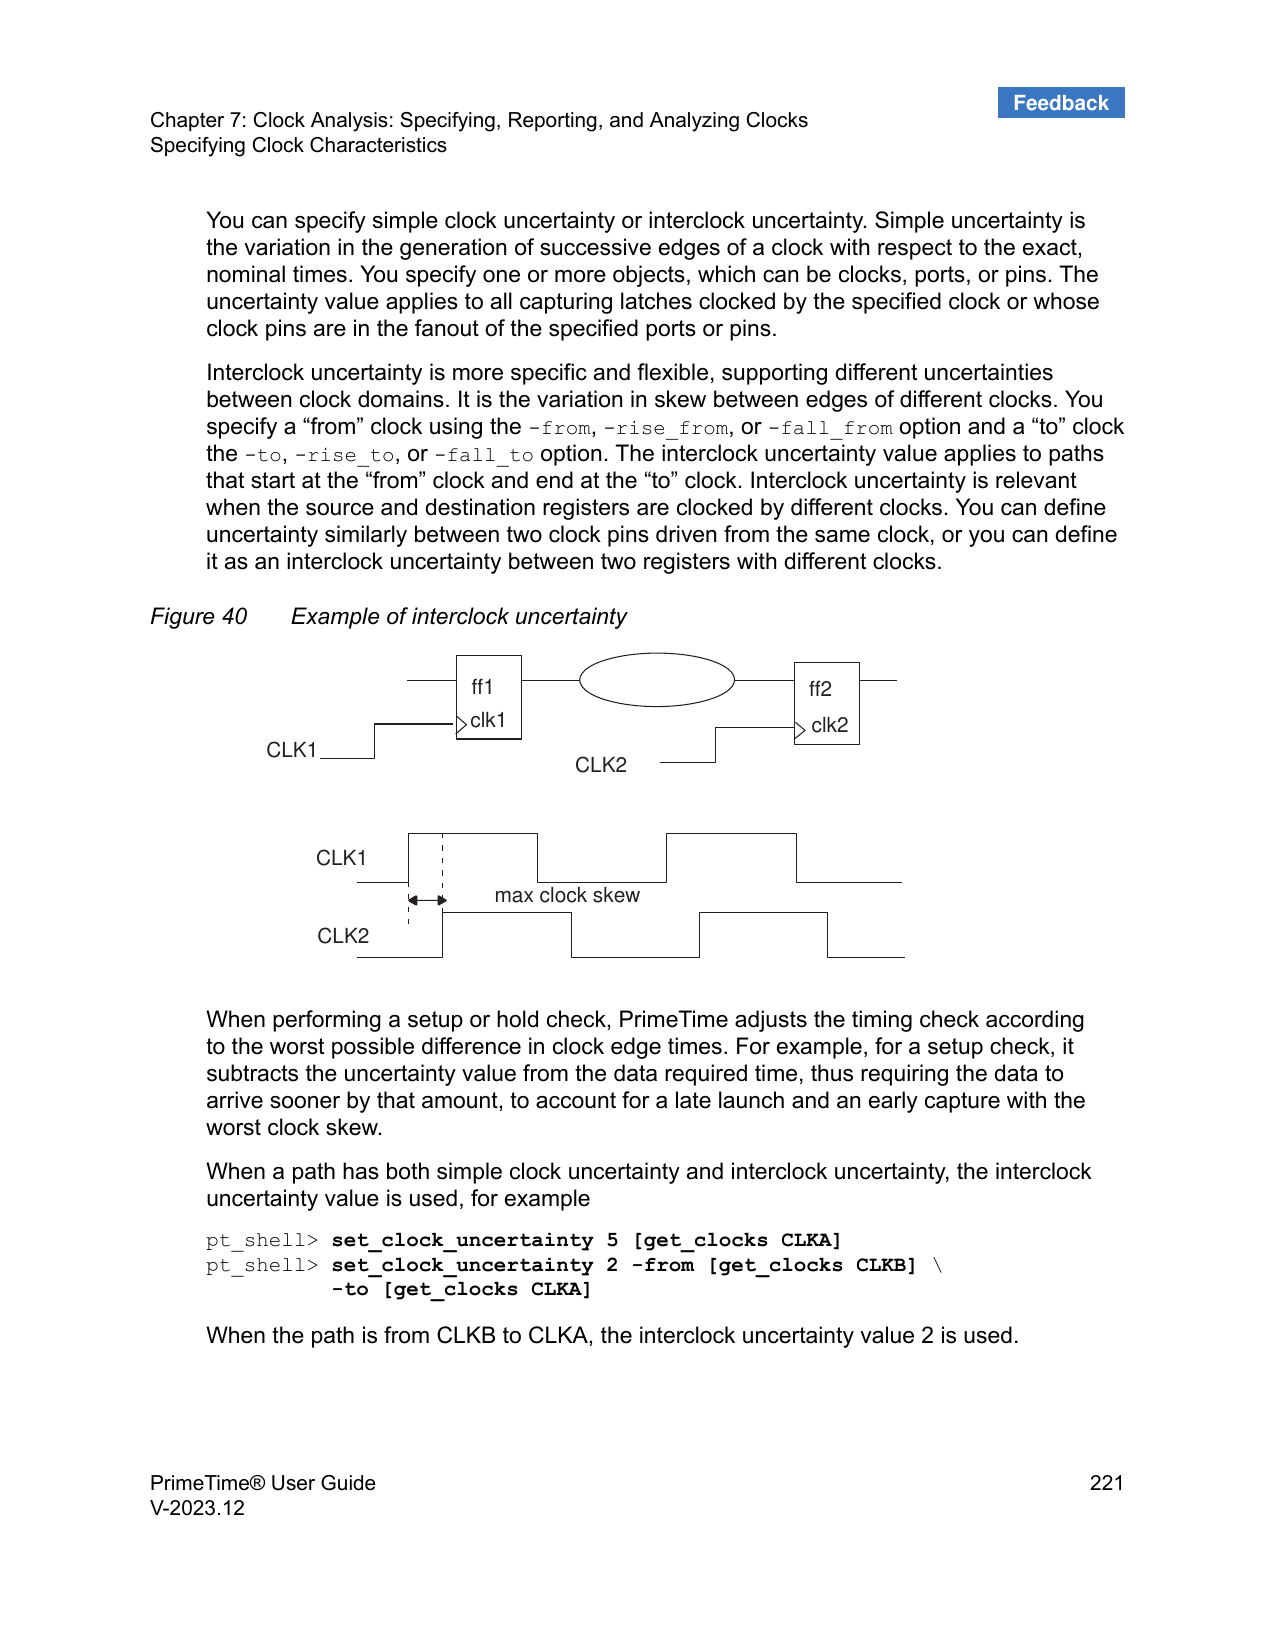 Feedback
Chapter 7: Clock Analysis: Specifying, Reporting, and Analyzing Clocks
Specifying Clock Characteristics
You can specify simple clock uncertainty or interclock uncertainty. Simple uncertainty is
the variation in the generation of successive edges of a clock with respect to the exact,
nominal times. You specify one or more objects, which can be clocks, ports, or pins. The
uncertainty value applies to all capturing latches clocked by the specified clock or whose
clock pins are in the fanout of the specified ports or pins.
Interclock uncertainty is more specific and flexible, supporting different uncertainties
between clock domains. It is the variation in skew between edges of different clocks. You
specify a “from” clock using the -from, -rise_from, or -fall_from option and a “to” clock
the -to, -rise_to, or -fall_to option. The interclock uncertainty value applies to paths
that start at the “from” clock and end at the “to” clock. Interclock uncertainty is relevant
when the source and destination registers are clocked by different clocks. You can define
uncertainty similarly between two clock pins driven from the same clock, or you can define
it as an interclock uncertainty between two registers with different clocks.
Figure 40 Example of interclock uncertainty
ff1
ff2
clk1
clk2
CLK1
CLK2
CLK1
max clock skew
CLK2
When performing a setup or hold check, PrimeTime adjusts the timing check according
to the worst possible difference in clock edge times. For example, for a setup check, it
subtracts the uncertainty value from the data required time, thus requiring the data to
arrive sooner by that amount, to account for a late launch and an early capture with the
worst clock skew.
When a path has both simple clock uncertainty and interclock uncertainty, the interclock
uncertainty value is used, for example
pt_shell> set_clock_uncertainty 5 [get_clocks CLKA]
pt_shell> set_clock_uncertainty 2 -from [get_clocks CLKB] \
-to [get_clocks CLKA]
When the path is from CLKB to CLKA, the interclock uncertainty value 2 is used.
PrimeTime® User Guide 221
V-2023.12